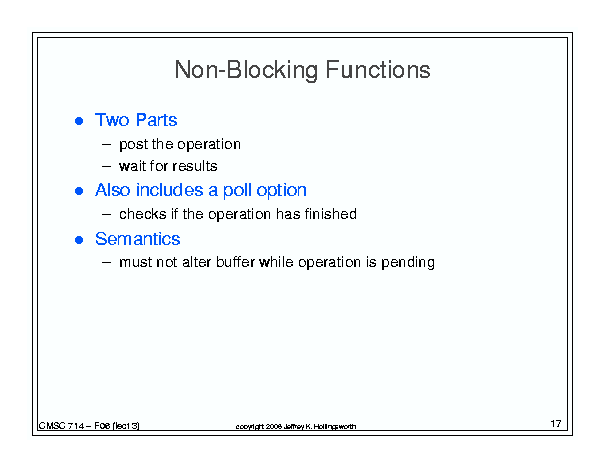 Non-Blocking Functions
● Two Parts
– post the operation
– wait for results
● Also includes a poll option
– checks if the operation has finished
● Semantics
– must not alter buffer while operation is pending
CMSC 714 – F06 (lect 3)
copyright 2006 Jeffrey K. Hollingsworth
17